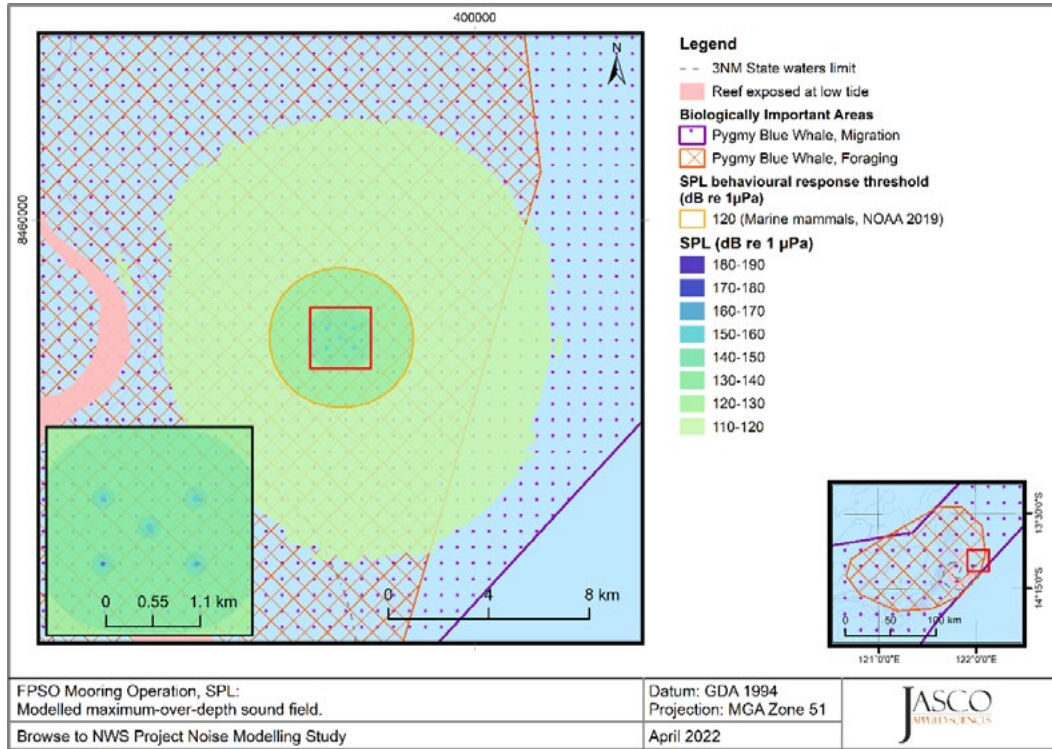 400000
8460000
N
0 4 8 km
0 0.55 1.1 km
Legend
3NM State waters limit
Reef exposed at low tide
Biologically Important Areas
Pygmy Blue Whale, Migration
Pygmy Blue Whale, Foraging
SPL behavioural response threshold
(dB re 1µPa)
120 (Marine mammals, NOAA 2019)
SPL (dB re 1 µPa)
180-190
170-180
160-170
150-160
140-150
130-140
120-130
110-120
13°30'0"S
14°15'0"S
0 50 100 km
121°0'0"E 122°0'0"E
FPSO Mooring Operation, SPL:
Modelled maximum-over-depth sound field.
Browse to NWS Project Noise Modelling Study
Datum: GDA 1994
Projection: MGA Zone 51
April 2022
JASCO
APPLIED SCIENCES